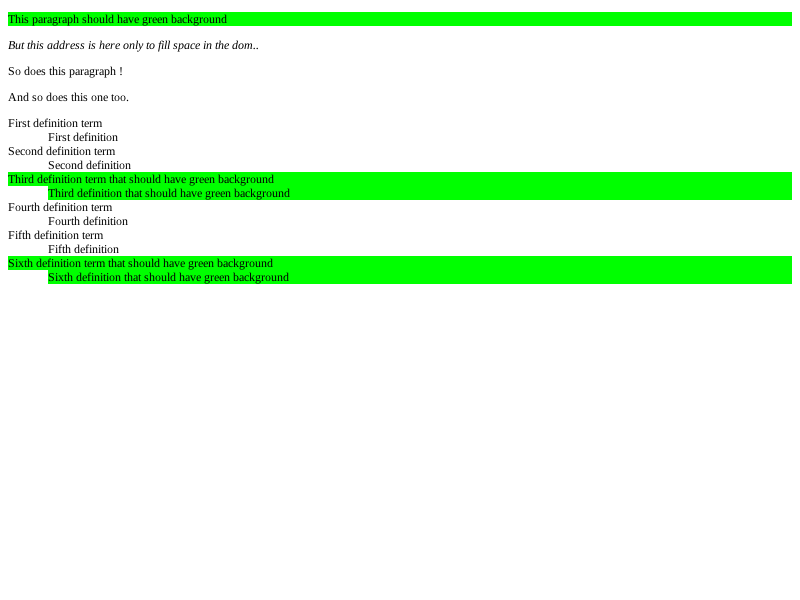 This paragraph should have green background
But this address is here only to fill space in the dom..
So does this paragraph !
And so does this one too.
First definition term
First definition
Second definition term
Second definition
Third definition term that should have green background
Third definition that should have green background
Fourth definition term
Fourth definition
Fifth definition term
Fifth definition
Sixth definition term that should have green background
Sixth definition that should have green background